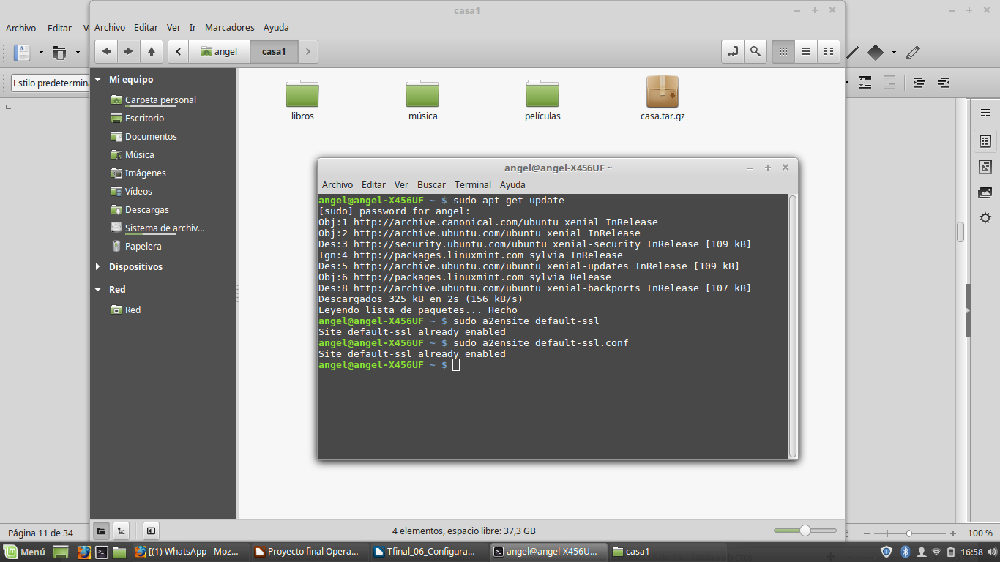 casa1
Archivo Editar V
Archivo Editar Ver Ir Marcadores Ayuda
angel casa1
Estilo predetermina
Mi equipo
Carpeta personal
Escritorio
Documentos
Música
Imágenes
Vídeos
Descargas
Sistema de archiv...
Papelera
Dispositivos
Red
Red
libros música películas casa.tar.gz
angel@angel-X456UF ~
Archivo Editar Ver Buscar Terminal Ayuda
angel@angel-X456UF ~ $ sudo apt-get update
[sudo] password for angel:
Obj:1 http://archive.canonical.com/ubuntu xenial InRelease
Obj:2 http://archive.ubuntu.com/ubuntu xenial InRelease
Des:3 http://security.ubuntu.com/ubuntu xenial-security InRelease [109 kB]
Ign:4 http://packages.linuxmint.com sylvia InRelease
Des:5 http://archive.ubuntu.com/ubuntu xenial-updates InRelease [109 kB]
Obj:6 http://packages.linuxmint.com sylvia Release
Des:8 http://archive.ubuntu.com/ubuntu xenial-backports InRelease [107 kB]
Descargados 325 kB en 2s (156 kB/s)
Leyendo lista de paquetes... Hecho
angel@angel-X456UF ~ $ sudo a2ensite default-ssl
Site default-ssl already enabled
angel@angel-X456UF ~ $ sudo a2ensite default-ssl.conf
Site default-ssl already enabled
angel@angel-X456UF ~ $
4 elementos, espacio libre: 37,3 GB
Página 11 de 34
100 %
Menú [(1) WhatsApp - Moz... Proyecto final Opera... Tfinal_06_Configura... angel@angel-X456U... casa1 16:58